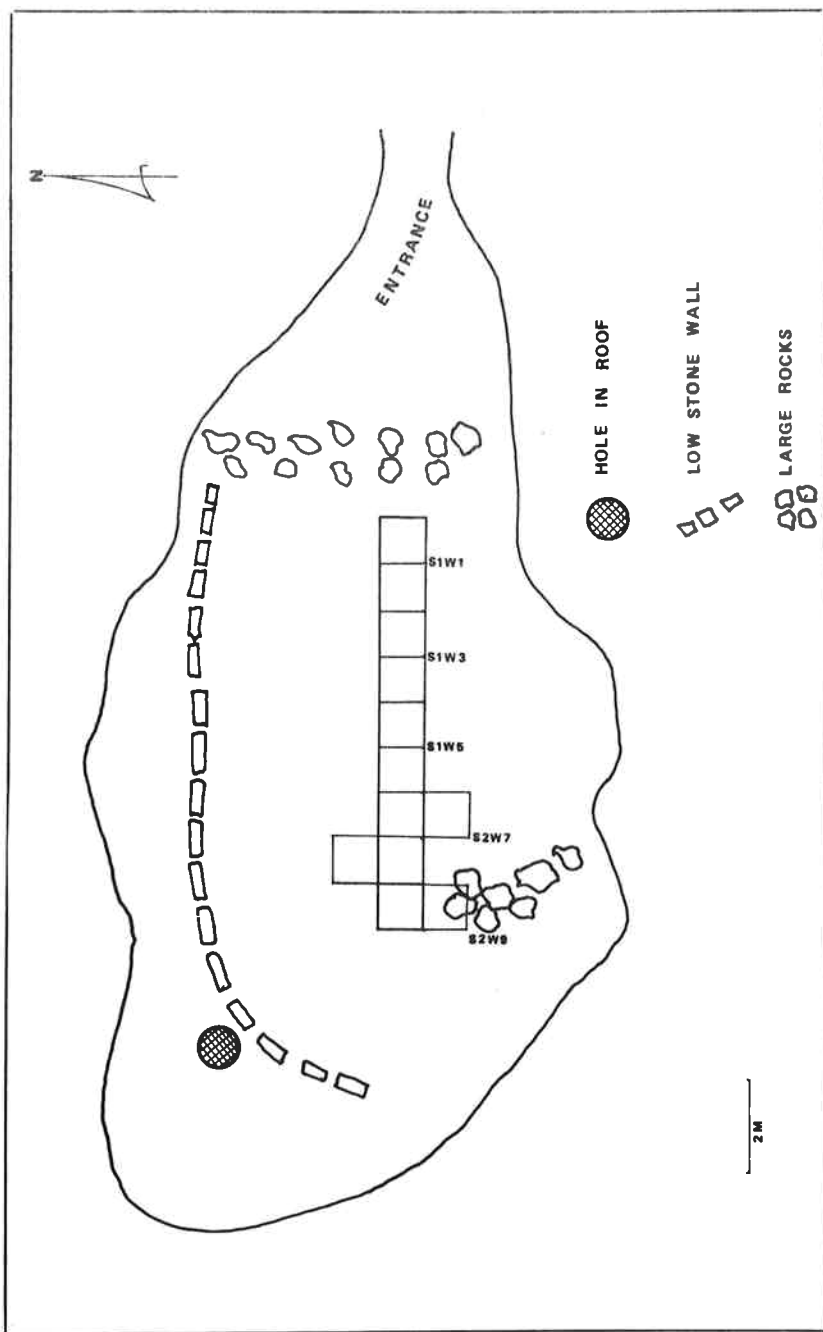 N
ENTRANCE
S1W1
S1W3
S1W5
S2W7
S2W9
HOLE IN ROOF
LOW STONE WALL
LARGE ROCKS
2M